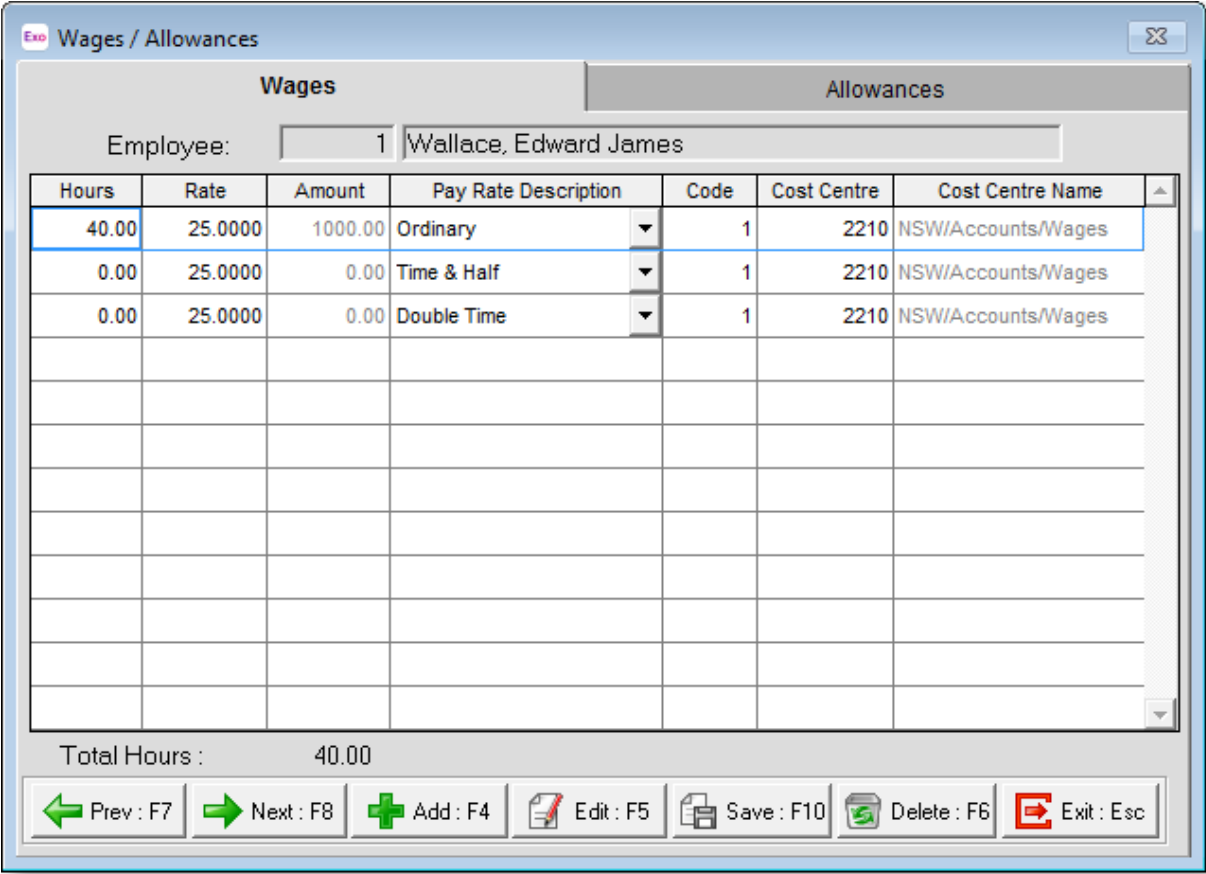 Exo Wages / Allowances
Wages Allowances
Employee: 1 Wallace, Edward James
Hours Rate Amount Pay Rate Description Code Cost Centre Cost Centre Name
40.00 25.0000 1000.00 Ordinary 1 2210 NSW/Accounts/Wages
0.00 25.0000 0.00 Time & Half 1 2210 NSW/Accounts/Wages
0.00 25.0000 0.00 Double Time 1 2210 NSW/Accounts/Wages
Total Hours : 40.00
Prev : F7 Next : F8 Add : F4 Edit : F5 Save : F10 Delete : F6 Exit : Esc